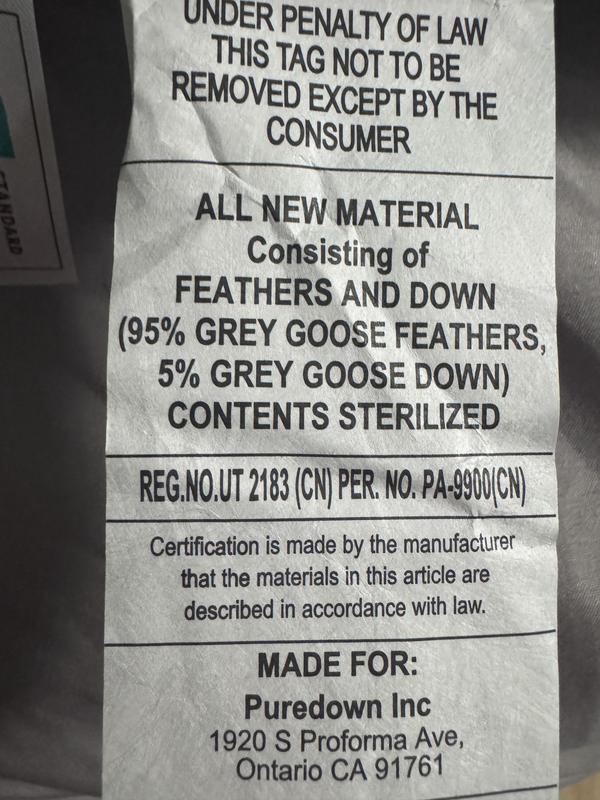 UNDER PENALTY OF LAW
THIS TAG NOT TO BE
REMOVED EXCEPT BY THE
CONSUMER
ALL NEW MATERIAL
Consisting of
FEATHERS AND DOWN
(95% GREY GOOSE FEATHERS,
5% GREY GOOSE DOWN)
CONTENTS STERILIZED
REG.NO.UT 2183 (CN) PER. NO. PA-9900(CN)
Certification is made by the manufacturer
that the materials in this article are
described in accordance with law.
MADE FOR:
Puredown Inc
1920 S Proforma Ave,
Ontario CA 91761
STANDARD